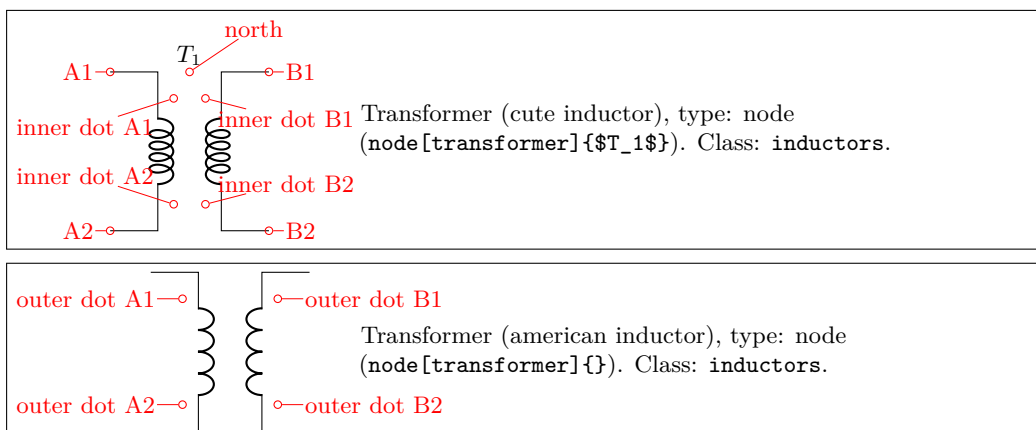 north
T₁
A1
B1
inner dot A1
inner dot B1
Transformer (cute inductor), type: node
(node[transformer]{$T_1$}). Class: inductors.
inner dot A2
inner dot B2
A2
B2
outer dot A1
outer dot B1
Transformer (american inductor), type: node
(node[transformer]{}). Class: inductors.
outer dot A2
outer dot B2